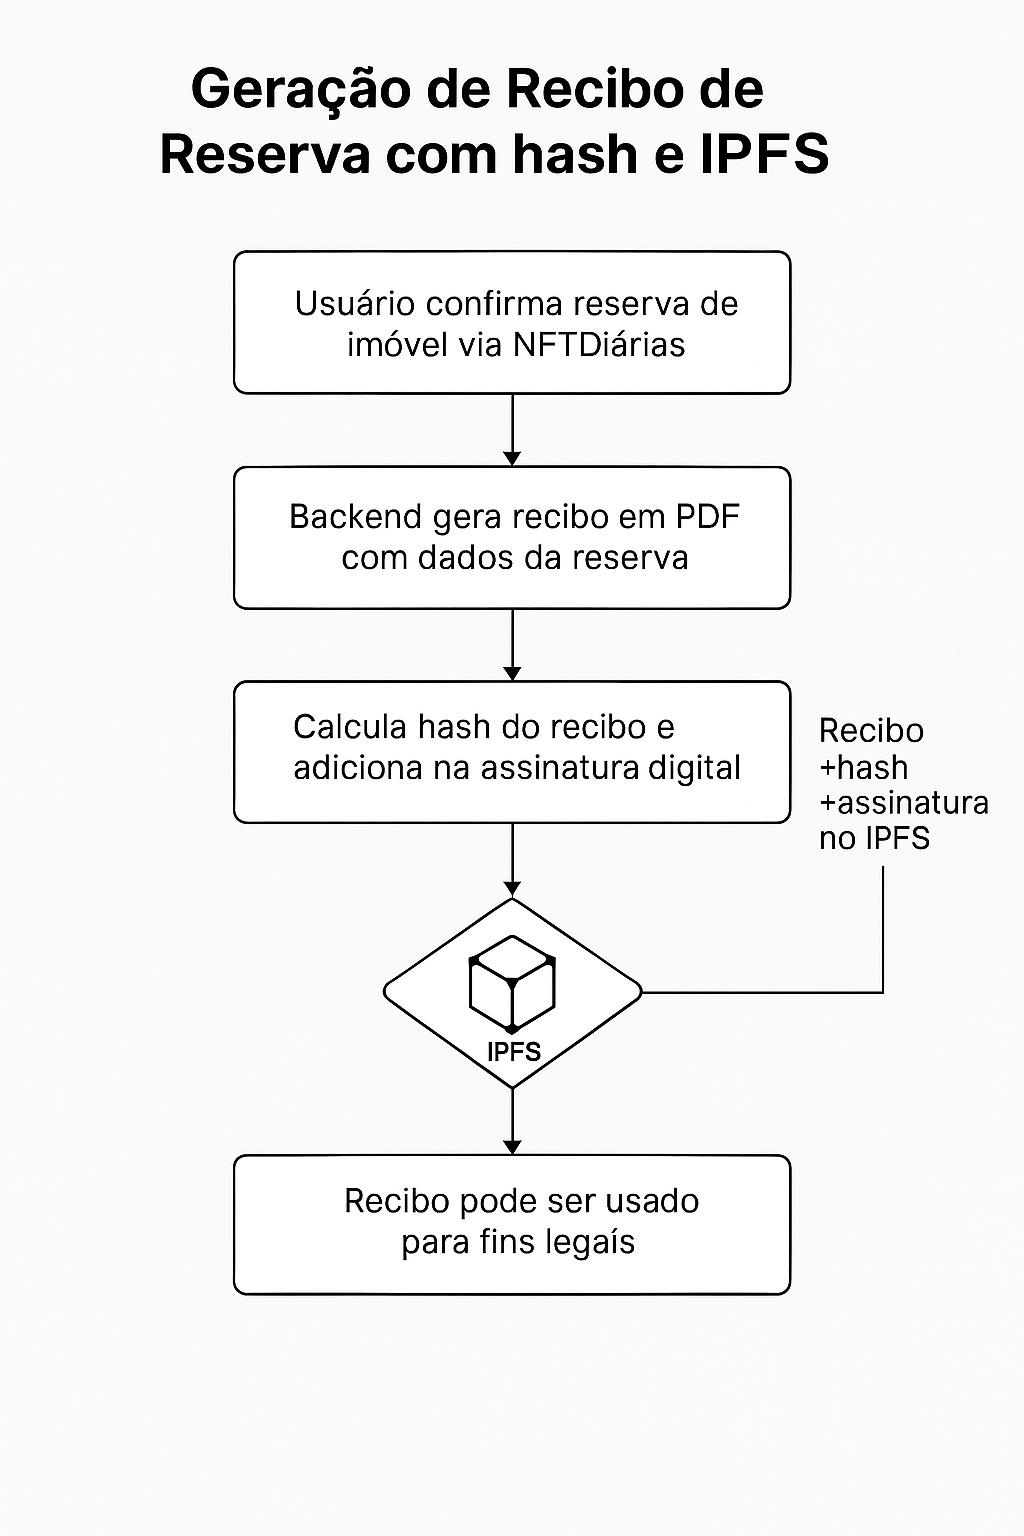 Geração de Recibo de
Reserva com hash e IPFS
Usuário confirma reserva de
imóvel via NFTDiárias
Backend gera recibo em PDF
com dados da reserva
Calcula hash do recibo e
adiciona na assinatura digital
Recibo
+hash
+assinatura
no IPFS
IPFS
Recibo pode ser usado
para fins legaís